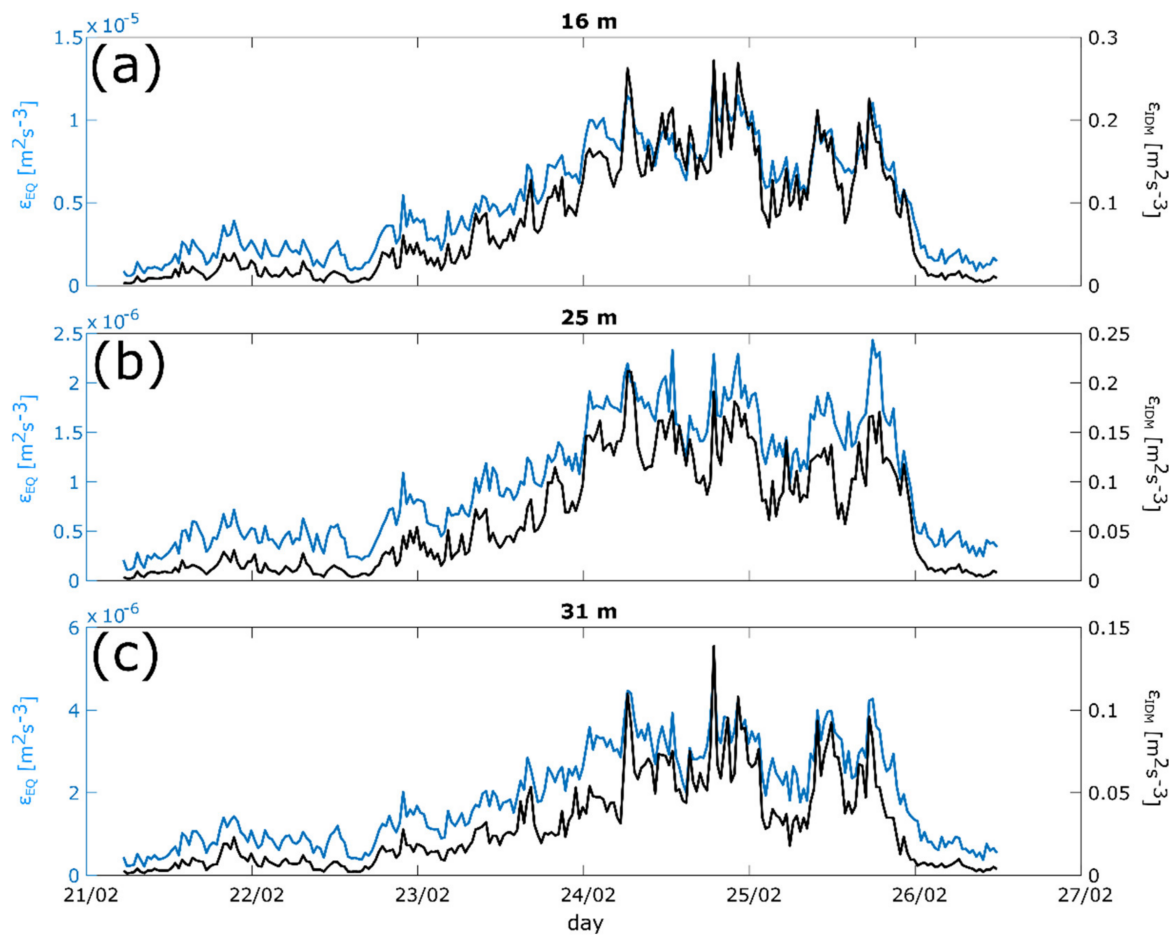 x 10⁻⁵
16 m
(a)
1.5
1
0.5
0
ε_EQ [m²s⁻³]
0.3
0.2
0.1
0
ε_IDM [m²s⁻³]
x 10⁻⁶
25 m
(b)
2.5
2
1.5
1
0.5
0
ε_EQ [m²s⁻³]
0.25
0.2
0.15
0.1
0.05
0
ε_IDM [m²s⁻³]
x 10⁻⁶
31 m
(c)
6
4
2
0
ε_EQ [m²s⁻³]
0.15
0.1
0.05
0
ε_IDM [m²s⁻³]
21/02 22/02 23/02 24/02 25/02 26/02 27/02
day